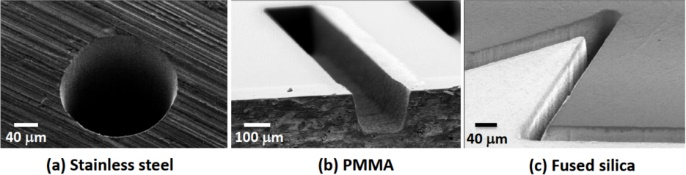 40 μm
100 μm
40 μm
(a) Stainless steel
(b) PMMA
(c) Fused silica